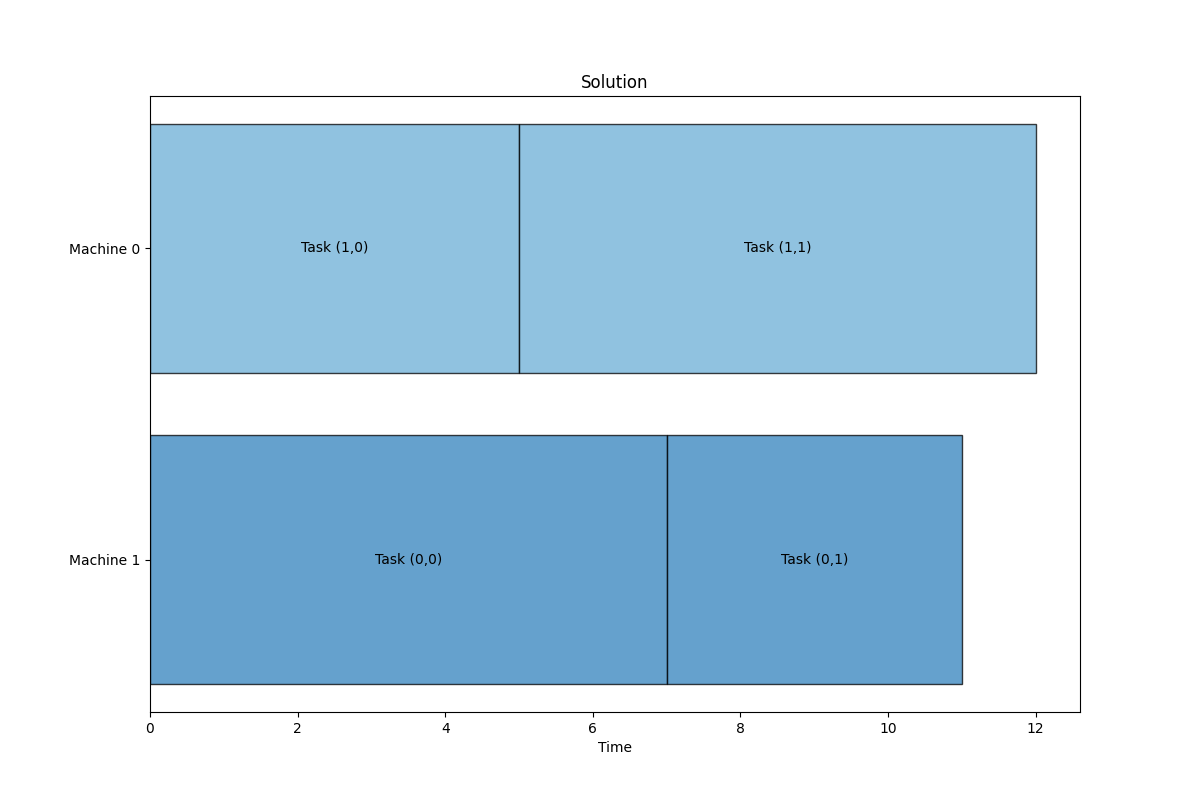 Solution
Machine 0
Task (1,0)
Task (1,1)
Machine 1
Task (0,0)
Task (0,1)
0 2 4 6 8 10 12
Time